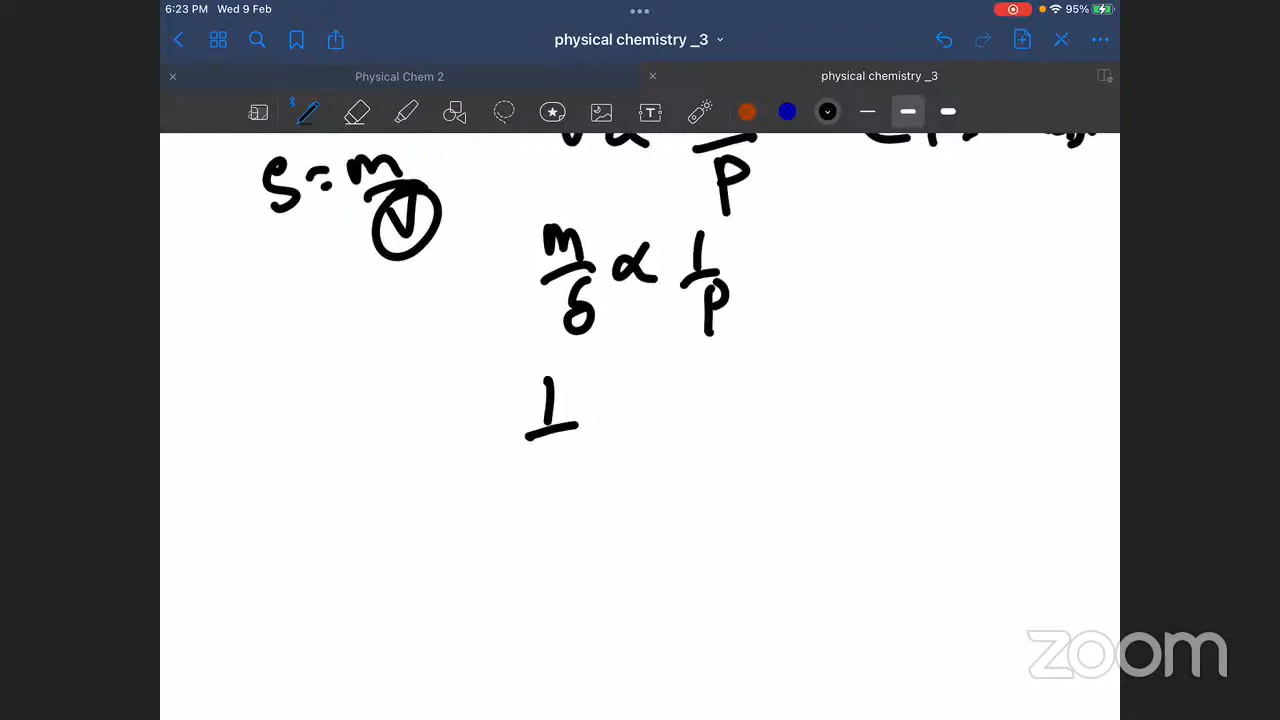 6:23 PM Wed 9 Feb 95%
physical chemistry _3
Physical Chem 2 physical chemistry _3
α P
S = m/V
m/δ α 1/P
1
zoom